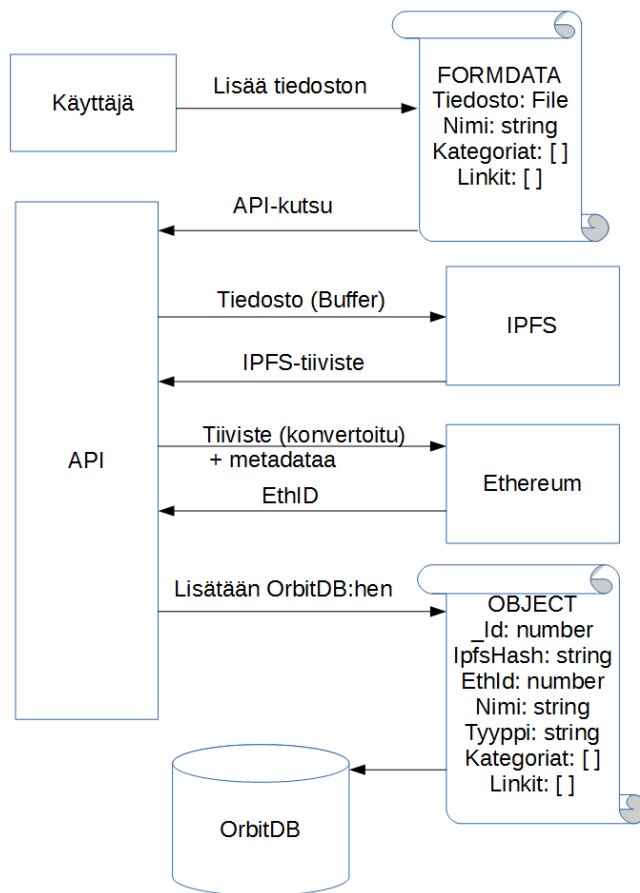 Käyttäjä
Lisää tiedoston
FORMDATA
Tiedosto: File
Nimi: string
Kategoriat: [ ]
Linkit: [ ]
API-kutsu
API
Tiedosto (Buffer)
IPFS
IPFS-tiiviste
Tiiviste (konvertoitu)
+ metadataa
Ethereum
EthID
Lisätään OrbitDB:hen
OBJECT
_Id: number
IpfsHash: string
EthId: number
Nimi: string
Tyyppi: string
Kategoriat: [ ]
Linkit: [ ]
OrbitDB